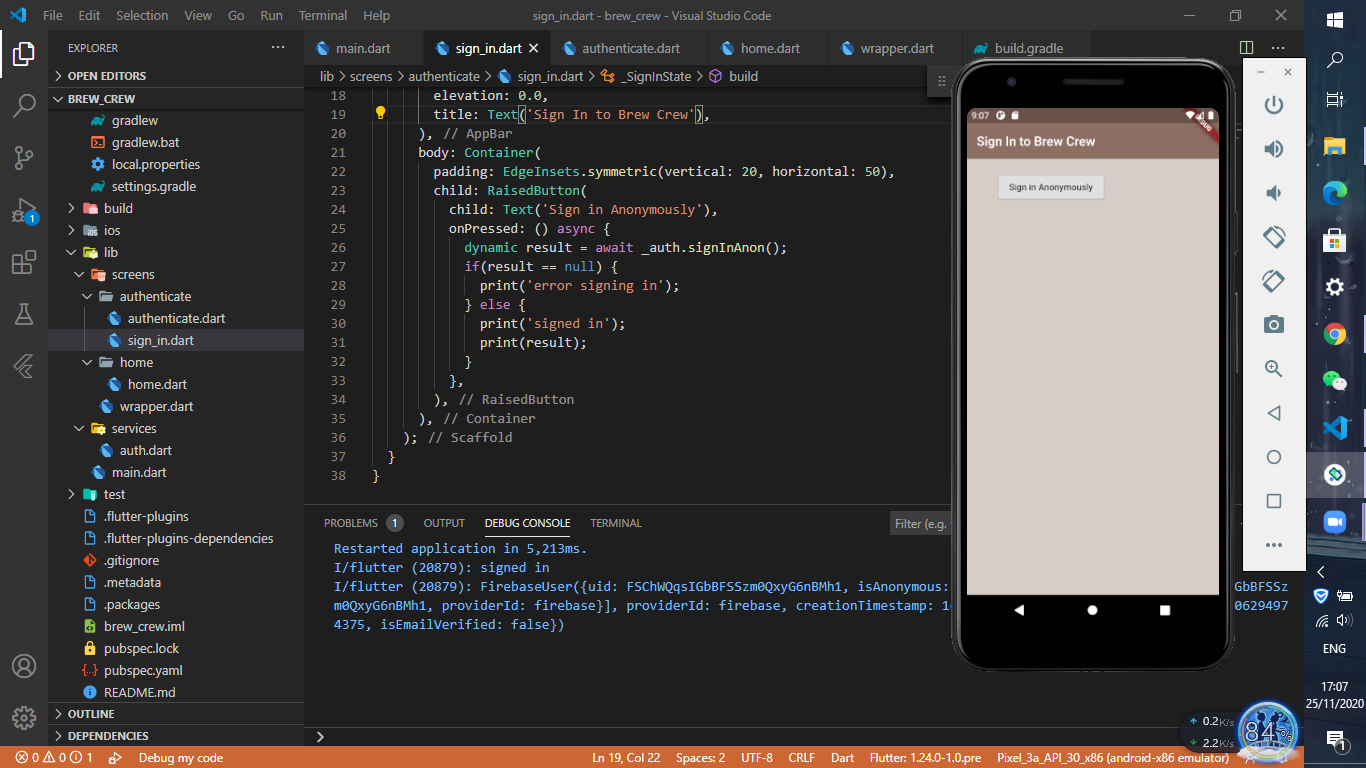 File Edit Selection View Go Run Terminal Help
sign_in.dart - brew_crew - Visual Studio Code
EXPLORER
OPEN EDITORS
BREW_CREW
gradlew
gradlew.bat
local.properties
settings.gradle
build
ios
lib
screens
authenticate
authenticate.dart
sign_in.dart
home
home.dart
wrapper.dart
services
auth.dart
main.dart
test
.flutter-plugins
.flutter-plugins-dependencies
.gitignore
.metadata
.packages
brew_crew.iml
pubspec.lock
pubspec.yaml
README.md
OUTLINE
DEPENDENCIES
1
main.dart sign_in.dart authenticate.dart home.dart wrapper.dart build.gradle
lib > screens > authenticate > sign_in.dart > _SignInState > build
18 elevation: 0.0,
19 title: Text('Sign In to Brew Crew'),
20 ), // AppBar
21 body: Container(
22 padding: EdgeInsets.symmetric(vertical: 20, horizontal: 50),
23 child: RaisedButton(
24 child: Text('Sign in Anonymously'),
25 onPressed: () async {
26 dynamic result = await _auth.signInAnon();
27 if(result == null) {
28 print('error signing in');
29 } else {
30 print('signed in');
31 print(result);
32 }
33 },
34 ), // RaisedButton
35 ), // Container
36 ); // Scaffold
37 }
38 }
PROBLEMS 1 OUTPUT DEBUG CONSOLE TERMINAL
Filter (e.g.
Restarted application in 5,213ms.
I/flutter (20879): signed in
I/flutter (20879): FirebaseUser({uid: FSChWQqsIGbBFSSzm0QxyG6nBMh1, isAnonymous: GbBFSSz
m0QxyG6nBMh1, providerId: firebase}], providerId: firebase, creationTimestamp: 0629497
4375, isEmailVerified: false})
9:07
DEBUG
Sign In to Brew Crew
Sign in Anonymously
ENG
17:07
25/11/2020
1
0.2K/s
2.2K/s
84%
0 0 1 Debug my code
Ln 19, Col 22 Spaces: 2 UTF-8 CRLF Dart Flutter: 1.24.0-1.0.pre Pixel_3a_API_30_x86 (android-x86 emulator)